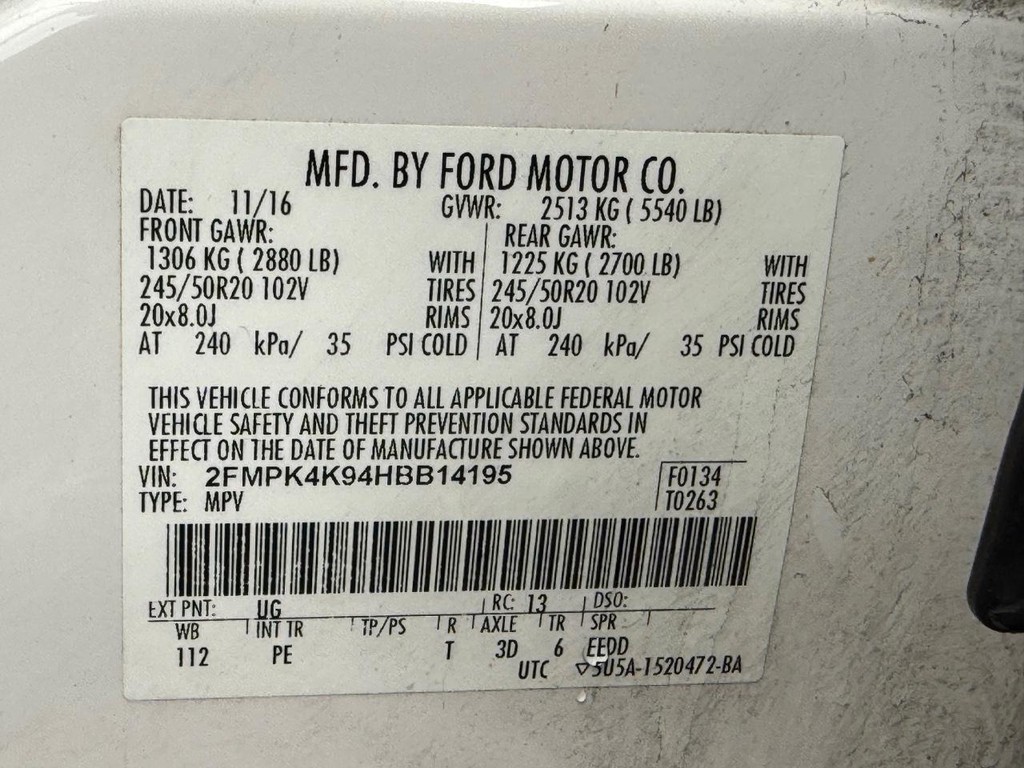 MFD. BY FORD MOTOR CO.
DATE: 11/16 GVWR: 2513 KG ( 5540 LB)
FRONT GAWR: REAR GAWR:
1306 KG ( 2880 LB) WITH 1225 KG ( 2700 LB) WITH
245/50R20 102V TIRES 245/50R20 102V TIRES
20x8.0J RIMS 20x8.0J RIMS
AT 240 kPa/ 35 PSI COLD AT 240 kPa/ 35 PSI COLD
THIS VEHICLE CONFORMS TO ALL APPLICABLE FEDERAL MOTOR
VEHICLE SAFETY AND THEFT PREVENTION STANDARDS IN
EFFECT ON THE DATE OF MANUFACTURE SHOWN ABOVE.
VIN: 2FMPK4K94HBB14195 F0134
TYPE: MPV T0263
EXT PNT: UG RC: 13 DSO:
WB INT TR TP/PS R AXLE TR SPR
112 PE T 3D 6 EEDD
UTC ▽5U5A-1520472-BA